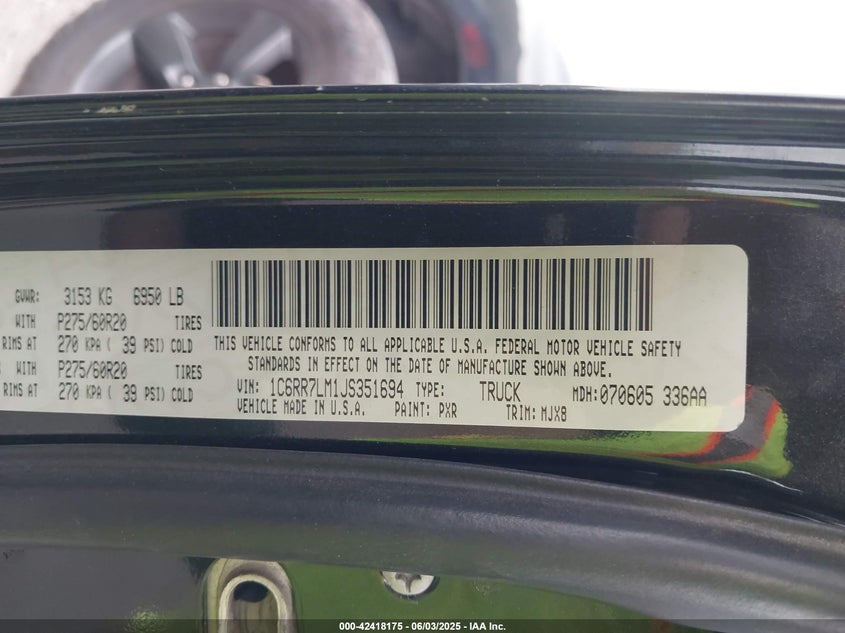 GVWR: 3153 KG 6950 LB
WITH P275/60R20 TIRES
RIMS AT 270 KPA ( 39 PSI) COLD
WITH P275/60R20 TIRES
RIMS AT 270 KPA ( 39 PSI) COLD
THIS VEHICLE CONFORMS TO ALL APPLICABLE U.S.A. FEDERAL MOTOR VEHICLE SAFETY
STANDARDS IN EFFECT ON THE DATE OF MANUFACTURE SHOWN ABOVE.
VIN: 1C6RR7LM1JS351694 TYPE: TRUCK MDH:070605 336AA
VEHICLE MADE IN U.S.A. PAINT: PXR TRIM: MJX8
000-42418175 - 06/03/2025 - IAA Inc.